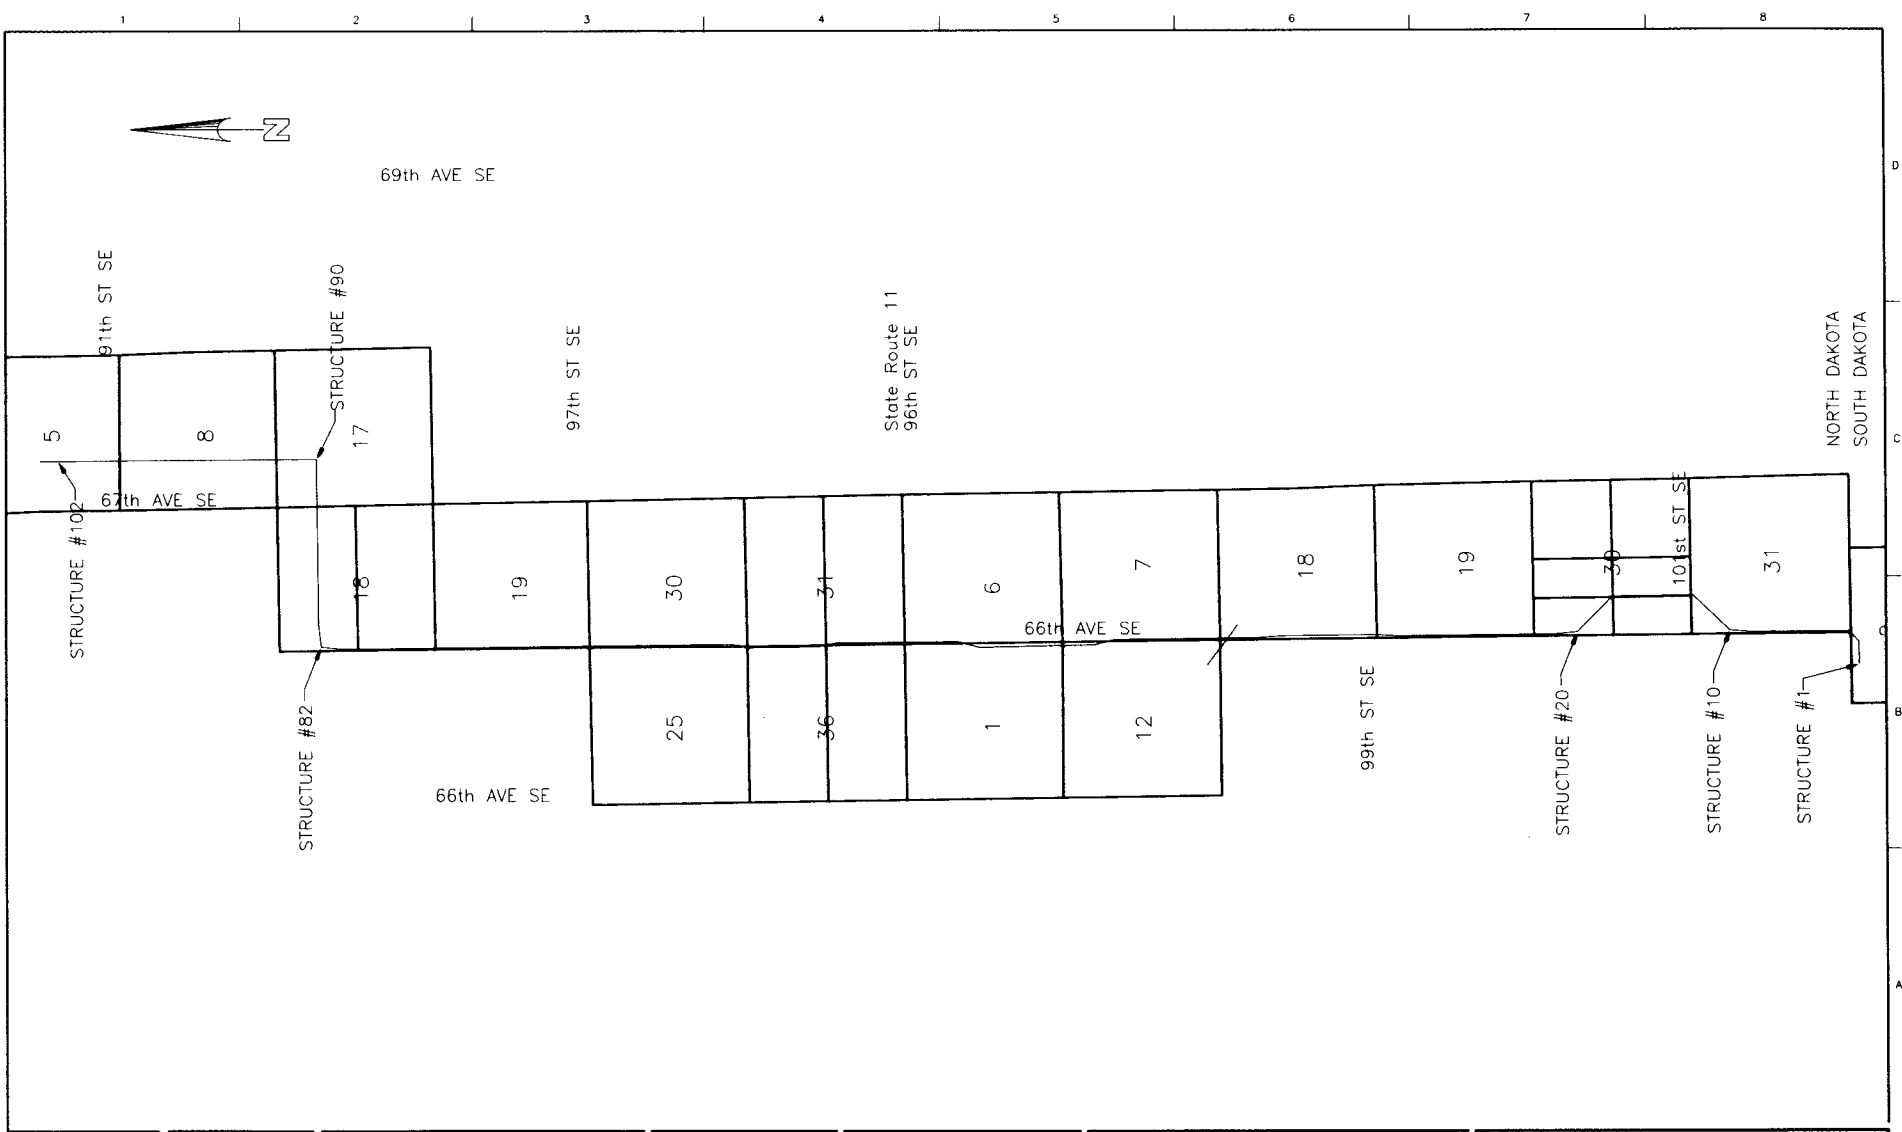 1 2 3 4 5 6 7 8
N
69th AVE SE
D
91th ST SE
STRUCTURE #90
97th ST SE
State Route 11
96th ST SE
NORTH DAKOTA
SOUTH DAKOTA
C
5
8
17
67th AVE SE
STRUCTURE #102
18
19
30
31
6
7
18
19
30
101st ST SE
31
66th AVE SE
STRUCTURE #82
25
36
1
12
99th ST SE
STRUCTURE #20
STRUCTURE #10
STRUCTURE #1
B
66th AVE SE
A